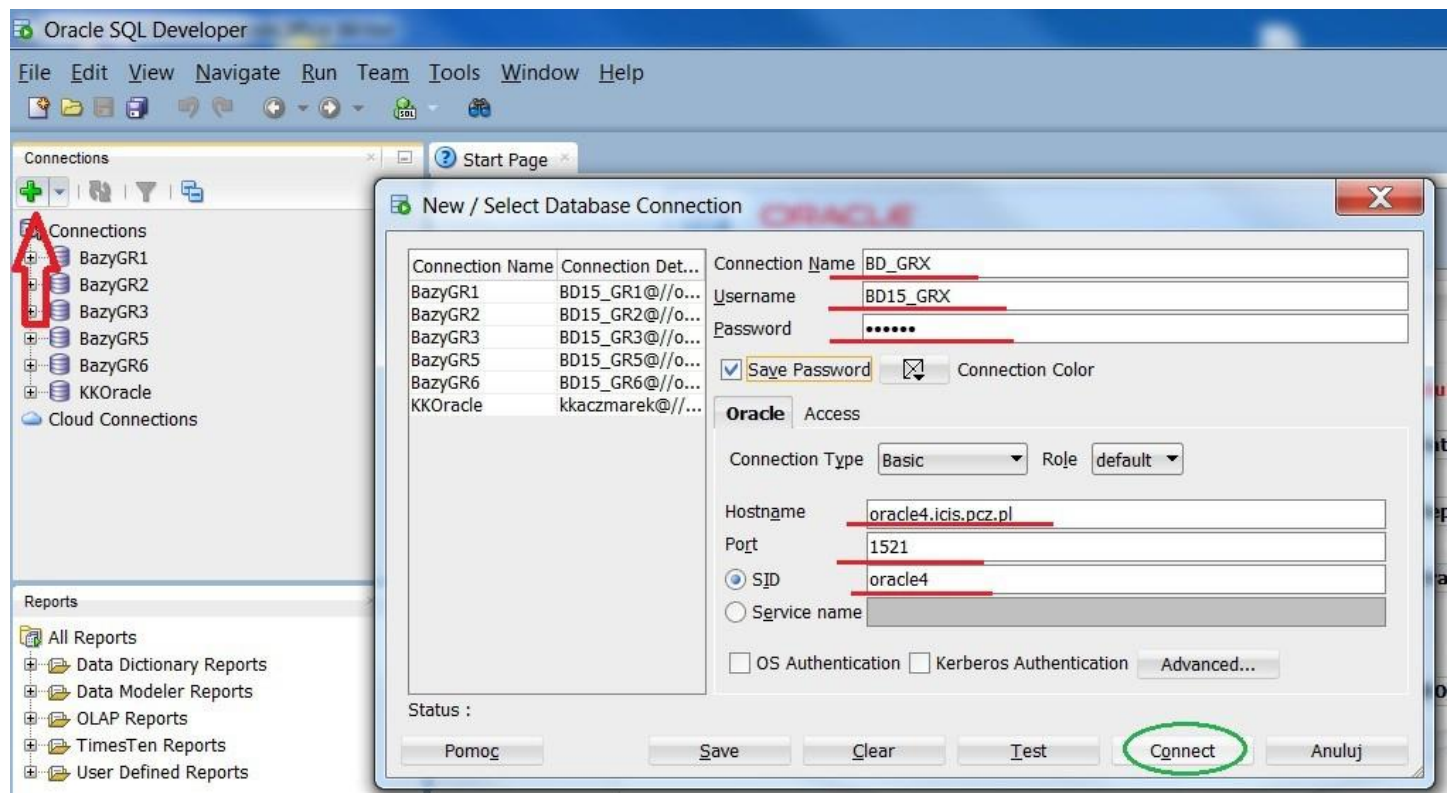 Oracle SQL Developer
File Edit View Navigate Run Team Tools Window Help
Connections
Start Page
Connections
BazyGR1
BazyGR2
BazyGR3
BazyGR5
BazyGR6
KKOracle
Cloud Connections
Reports
All Reports
Data Dictionary Reports
Data Modeler Reports
OLAP Reports
TimesTen Reports
User Defined Reports
New / Select Database Connection
ORACLE
Connection Name Connection Det...
BazyGR1 BD15_GR1@//o...
BazyGR2 BD15_GR2@//o...
BazyGR3 BD15_GR3@//o...
BazyGR5 BD15_GR5@//o...
BazyGR6 BD15_GR6@//o...
KKOracle kkaczmarek@//...
Connection Name BD_GRX
Username BD15_GRX
Password ••••••
Save Password Connection Color
Oracle Access
Connection Type Basic Role default
Hostname oracle4.icis.pcz.pl
Port 1521
SID oracle4
Service name
OS Authentication Kerberos Authentication Advanced...
Status :
Pomoc Save Clear Test Connect Anuluj